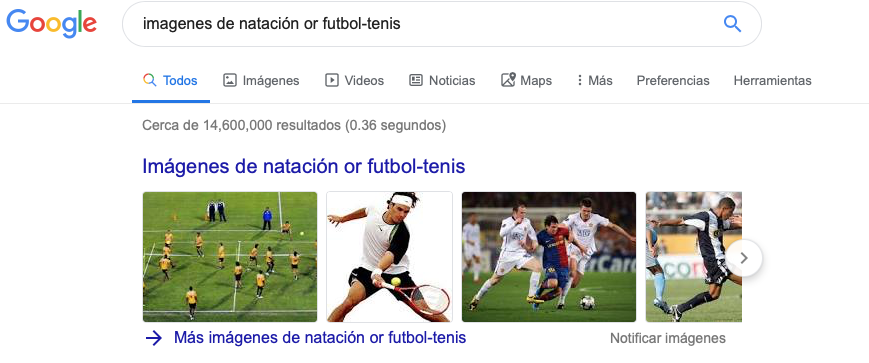 Google imagenes de natación or futbol-tenis
Todos Imágenes Videos Noticias Maps Más Preferencias Herramientas
Cerca de 14,600,000 resultados (0.36 segundos)
Imágenes de natación or futbol-tenis
Más imágenes de natación or futbol-tenis Notificar imágenes